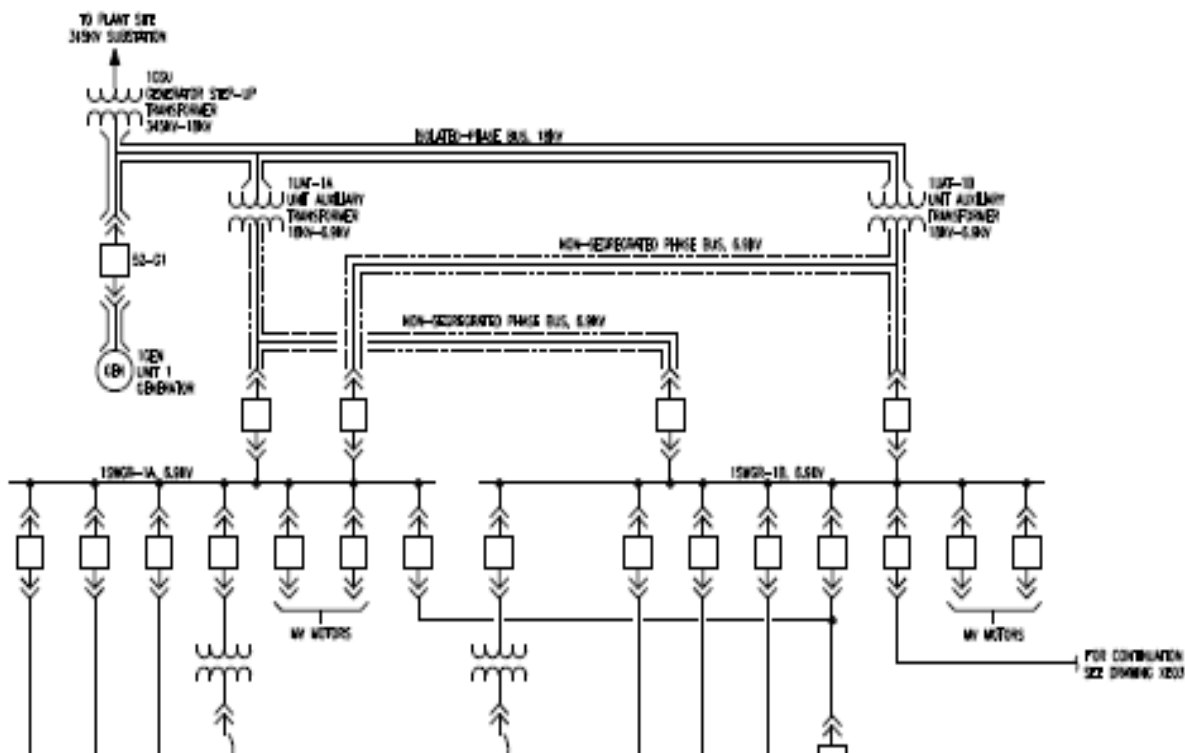 TO PLANT SITE
345KV SUBSTATION
1GSU
GENERATOR STEP-UP
TRANSFORMER
345KV-18KV
ISOLATED-PHASE BUS, 18KV
1UAT-1A
UNIT AUXILIARY
TRANSFORMER
18KV-6.9KV
1UAT-1B
UNIT AUXILIARY
TRANSFORMER
18KV-6.9KV
NON-SEGREGATED PHASE BUS, 6.9KV
52-G1
NON-SEGREGATED PHASE BUS, 6.9KV
GEN
1GEN
UNIT 1
GENERATOR
1SWGR-1A, 6.9KV
1SWGR-1B, 6.9KV
MV MOTORS
MV MOTORS
FOR CONTINUATION
SEE DRAWING